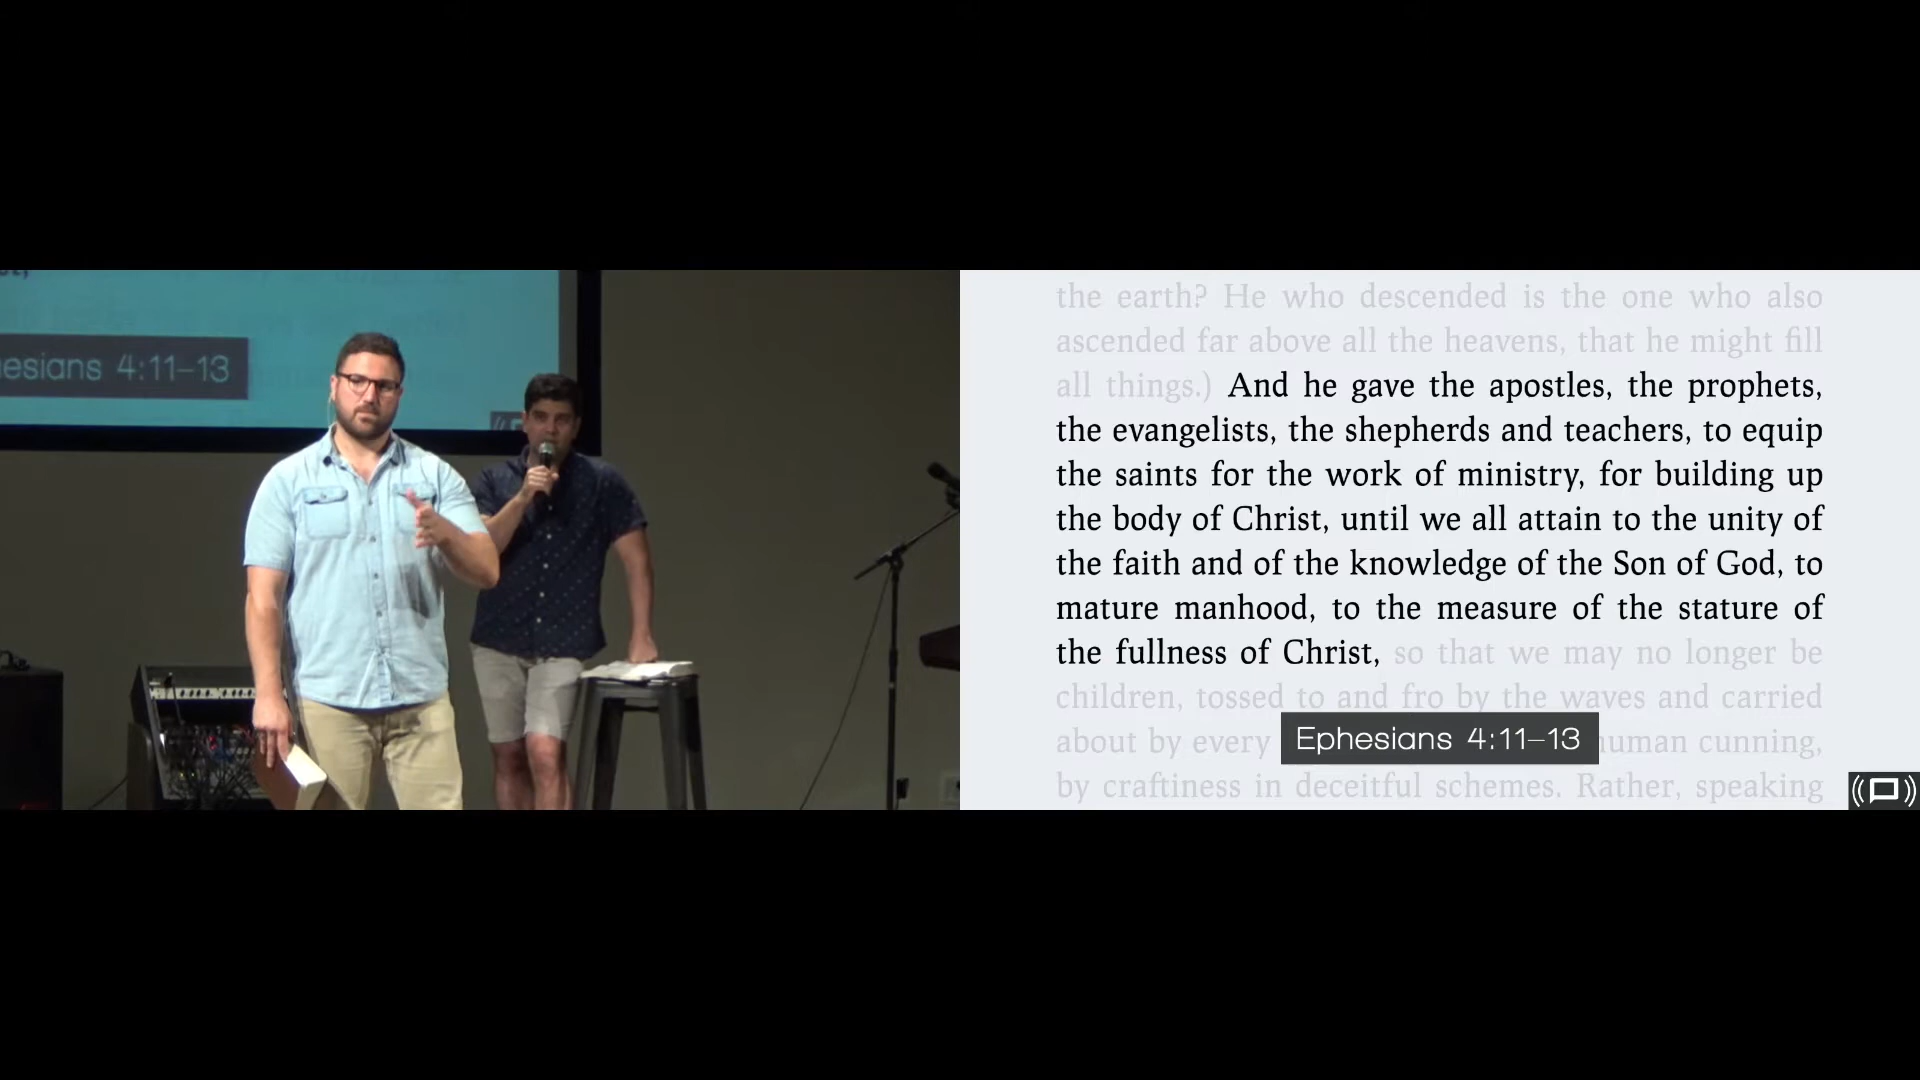 esians 4:11–13
the earth? He who descended is the one who also
ascended far above all the heavens, that he might fill
all things.) And he gave the apostles, the prophets,
the evangelists, the shepherds and teachers, to equip
the saints for the work of ministry, for building up
the body of Christ, until we all attain to the unity of
the faith and of the knowledge of the Son of God, to
mature manhood, to the measure of the stature of
the fullness of Christ, so that we may no longer be
children, tossed to and fro by the waves and carried
about by every human cunning,
by craftiness in deceitful schemes. Rather, speaking
Ephesians 4:11–13